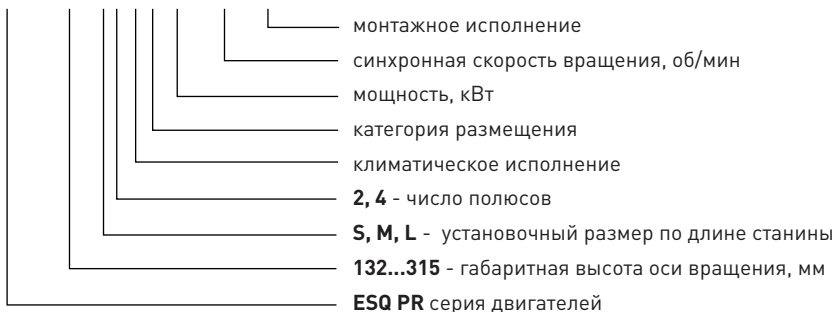 монтажное исполнение
синхронная скорость вращения, об/мин
мощность, кВт
категория размещения
климатическое исполнение
2, 4 - число полюсов
S, M, L - установочный размер по длине станины
132...315 - габаритная высота оси вращения, мм
ESQ PR серия двигателей